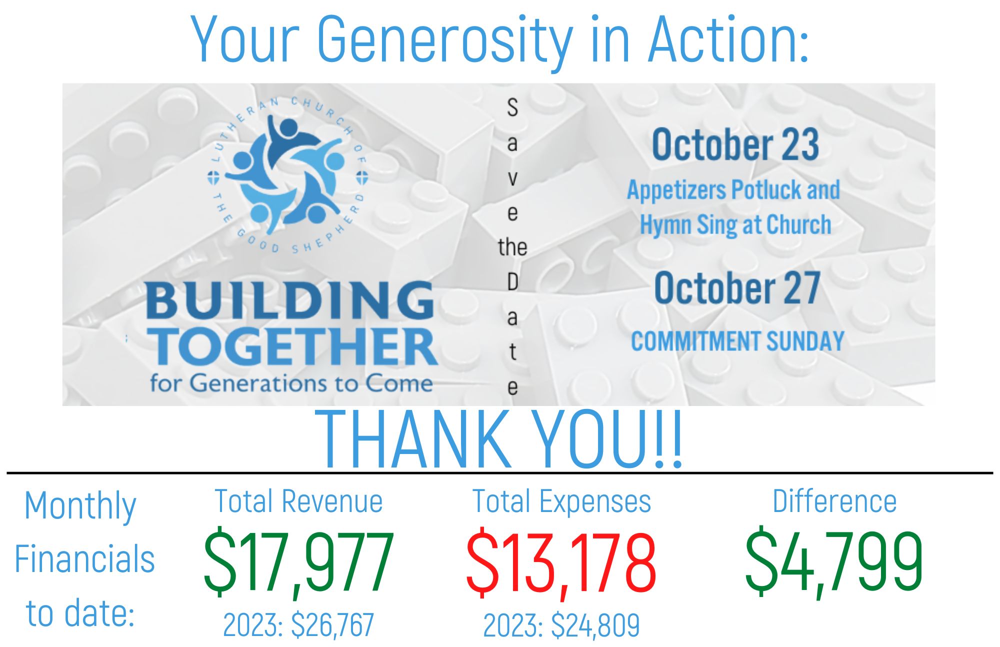 Your Generosity in Action:
LUTHERAN CHURCH OF
THE GOOD SHEPHERD
BUILDING
TOGETHER
for Generations to Come
S
a
v
e
the
D
a
t
e
October 23
Appetizers Potluck and
Hymn Sing at Church
October 27
COMMITMENT SUNDAY
THANK YOU!!
Monthly
Financials
to date:
Total Revenue
$17,977
2023: $26,767
Total Expenses
$13,178
2023: $24,809
Difference
$4,799